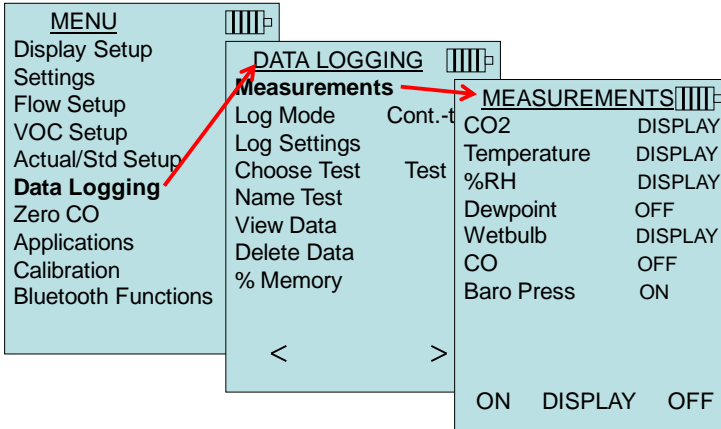 MENU
Display Setup
Settings
Flow Setup
VOC Setup
Actual/Std Setup
Data Logging
Zero CO
Applications
Calibration
Bluetooth Functions
DATA LOGGING
Measurements
Log Mode Cont.-t
Log Settings
Choose Test Test
Name Test
View Data
Delete Data
% Memory
< >
MEASUREMENTS
CO2 DISPLAY
Temperature DISPLAY
%RH DISPLAY
Dewpoint OFF
Wetbulb DISPLAY
CO OFF
Baro Press ON
ON DISPLAY OFF